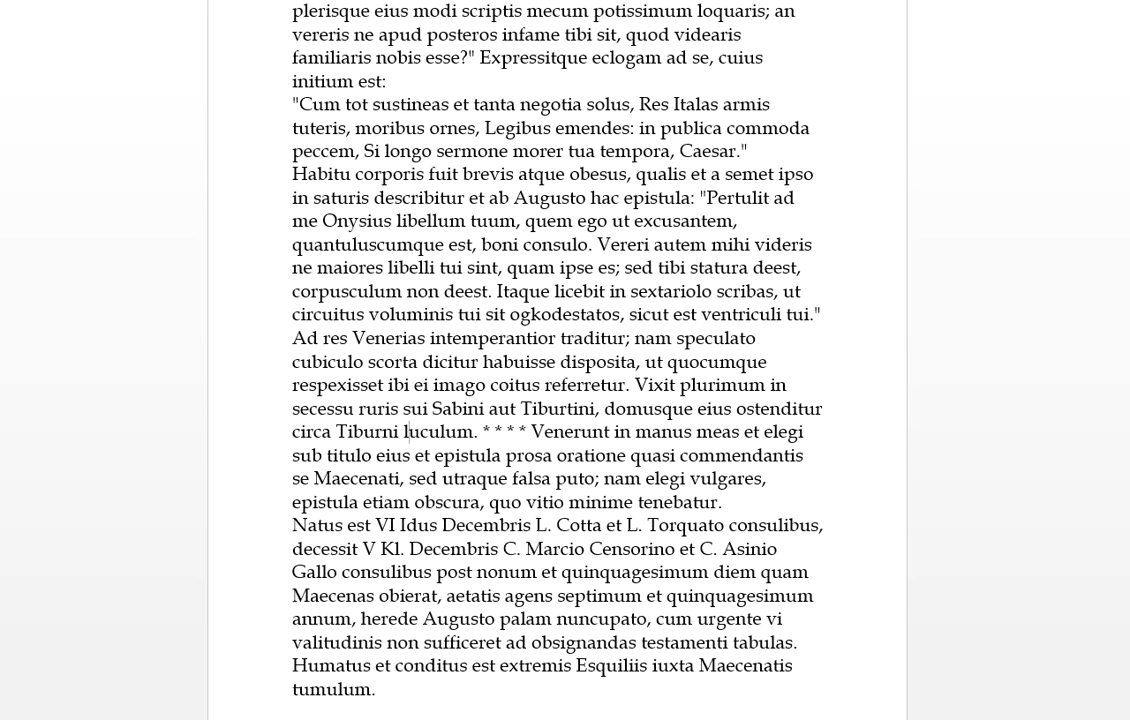 plerisque eius modi scriptis mecum potissimum loquaris; an
vereris ne apud posteros infame tibi sit, quod videaris
familiaris nobis esse?" Expressitque eclogam ad se, cuius
initium est:
"Cum tot sustineas et tanta negotia solus, Res Italas armis
tuteris, moribus ornes, Legibus emendes: in publica commoda
peccem, Si longo sermone morer tua tempora, Caesar."
Habitu corporis fuit brevis atque obesus, qualis et a semet ipso
in saturis describitur et ab Augusto hac epistula: "Pertulit ad
me Onysius libellum tuum, quem ego ut excusantem,
quantuluscumque est, boni consulo. Vereri autem mihi videris
ne maiores libelli tui sint, quam ipse es; sed tibi statura deest,
corpusculum non deest. Itaque licebit in sextariolo scribas, ut
circuitus voluminis tui sit ogkodestatos, sicut est ventriculi tui."
Ad res Venerias intemperantior traditur; nam speculato
cubiculo scorta dicitur habuisse disposita, ut quocumque
respexisset ibi ei imago coitus referretur. Vixit plurimum in
secessu ruris sui Sabini aut Tiburtini, domusque eius ostenditur
circa Tiburni luculum. * * * * Venerunt in manus meas et elegi
sub titulo eius et epistula prosa oratione quasi commendantis
se Maecenati, sed utraque falsa puto; nam elegi vulgares,
epistula etiam obscura, quo vitio minime tenebatur.
Natus est VI Idus Decembris L. Cotta et L. Torquato consulibus,
decessit V Kl. Decembris C. Marcio Censorino et C. Asinio
Gallo consulibus post nonum et quinquagesimum diem quam
Maecenas obierat, aetatis agens septimum et quinquagesimum
annum, herede Augusto palam nuncupato, cum urgente vi
valitudinis non sufficeret ad obsignandas testamenti tabulas.
Humatus et conditus est extremis Esquiliis iuxta Maecenatis
tumulum.